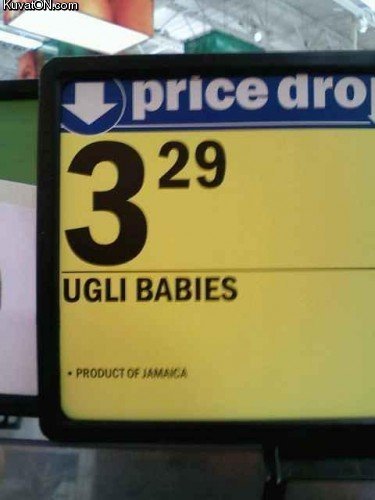 KuvatON.com
price dro
3 29
UGLI BABIES
• PRODUCT OF JAMAICA